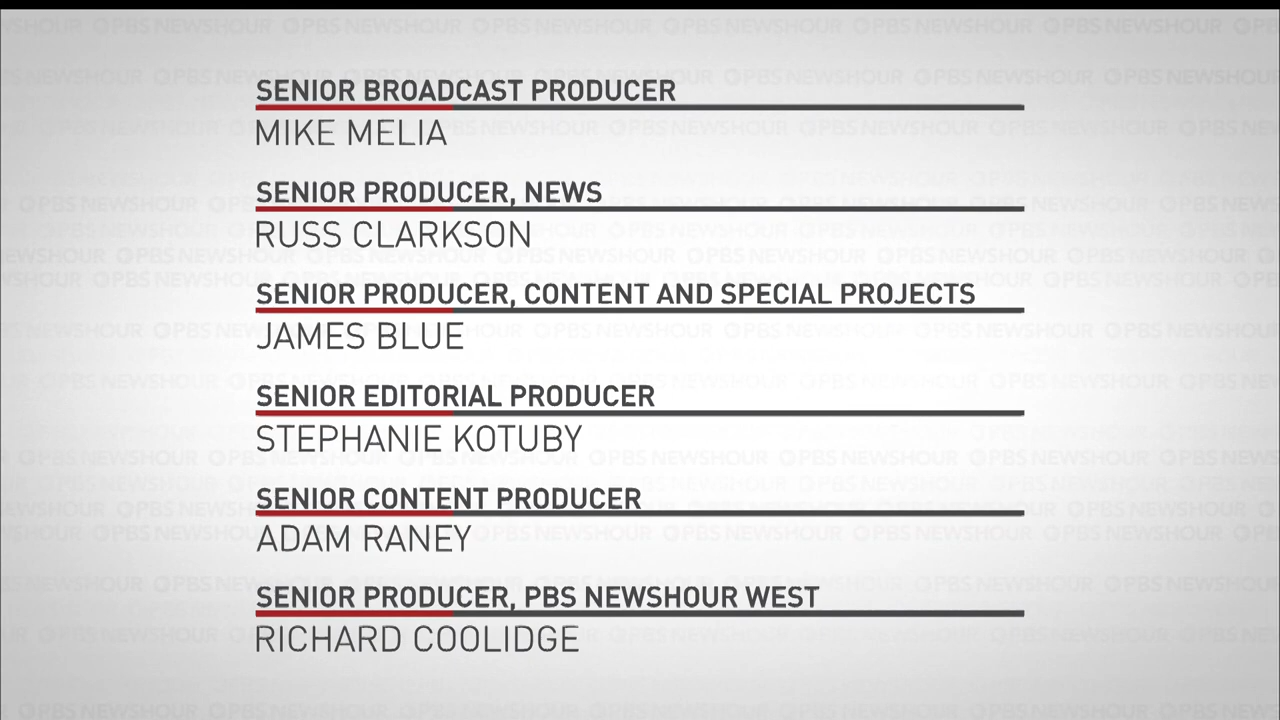 SENIOR BROADCAST PRODUCER
MIKE MELIA
SENIOR PRODUCER, NEWS
RUSS CLARKSON
SENIOR PRODUCER, CONTENT AND SPECIAL PROJECTS
JAMES BLUE
SENIOR EDITORIAL PRODUCER
STEPHANIE KOTUBY
SENIOR CONTENT PRODUCER
ADAM RANEY
SENIOR PRODUCER, PBS NEWSHOUR WEST
RICHARD COOLIDGE